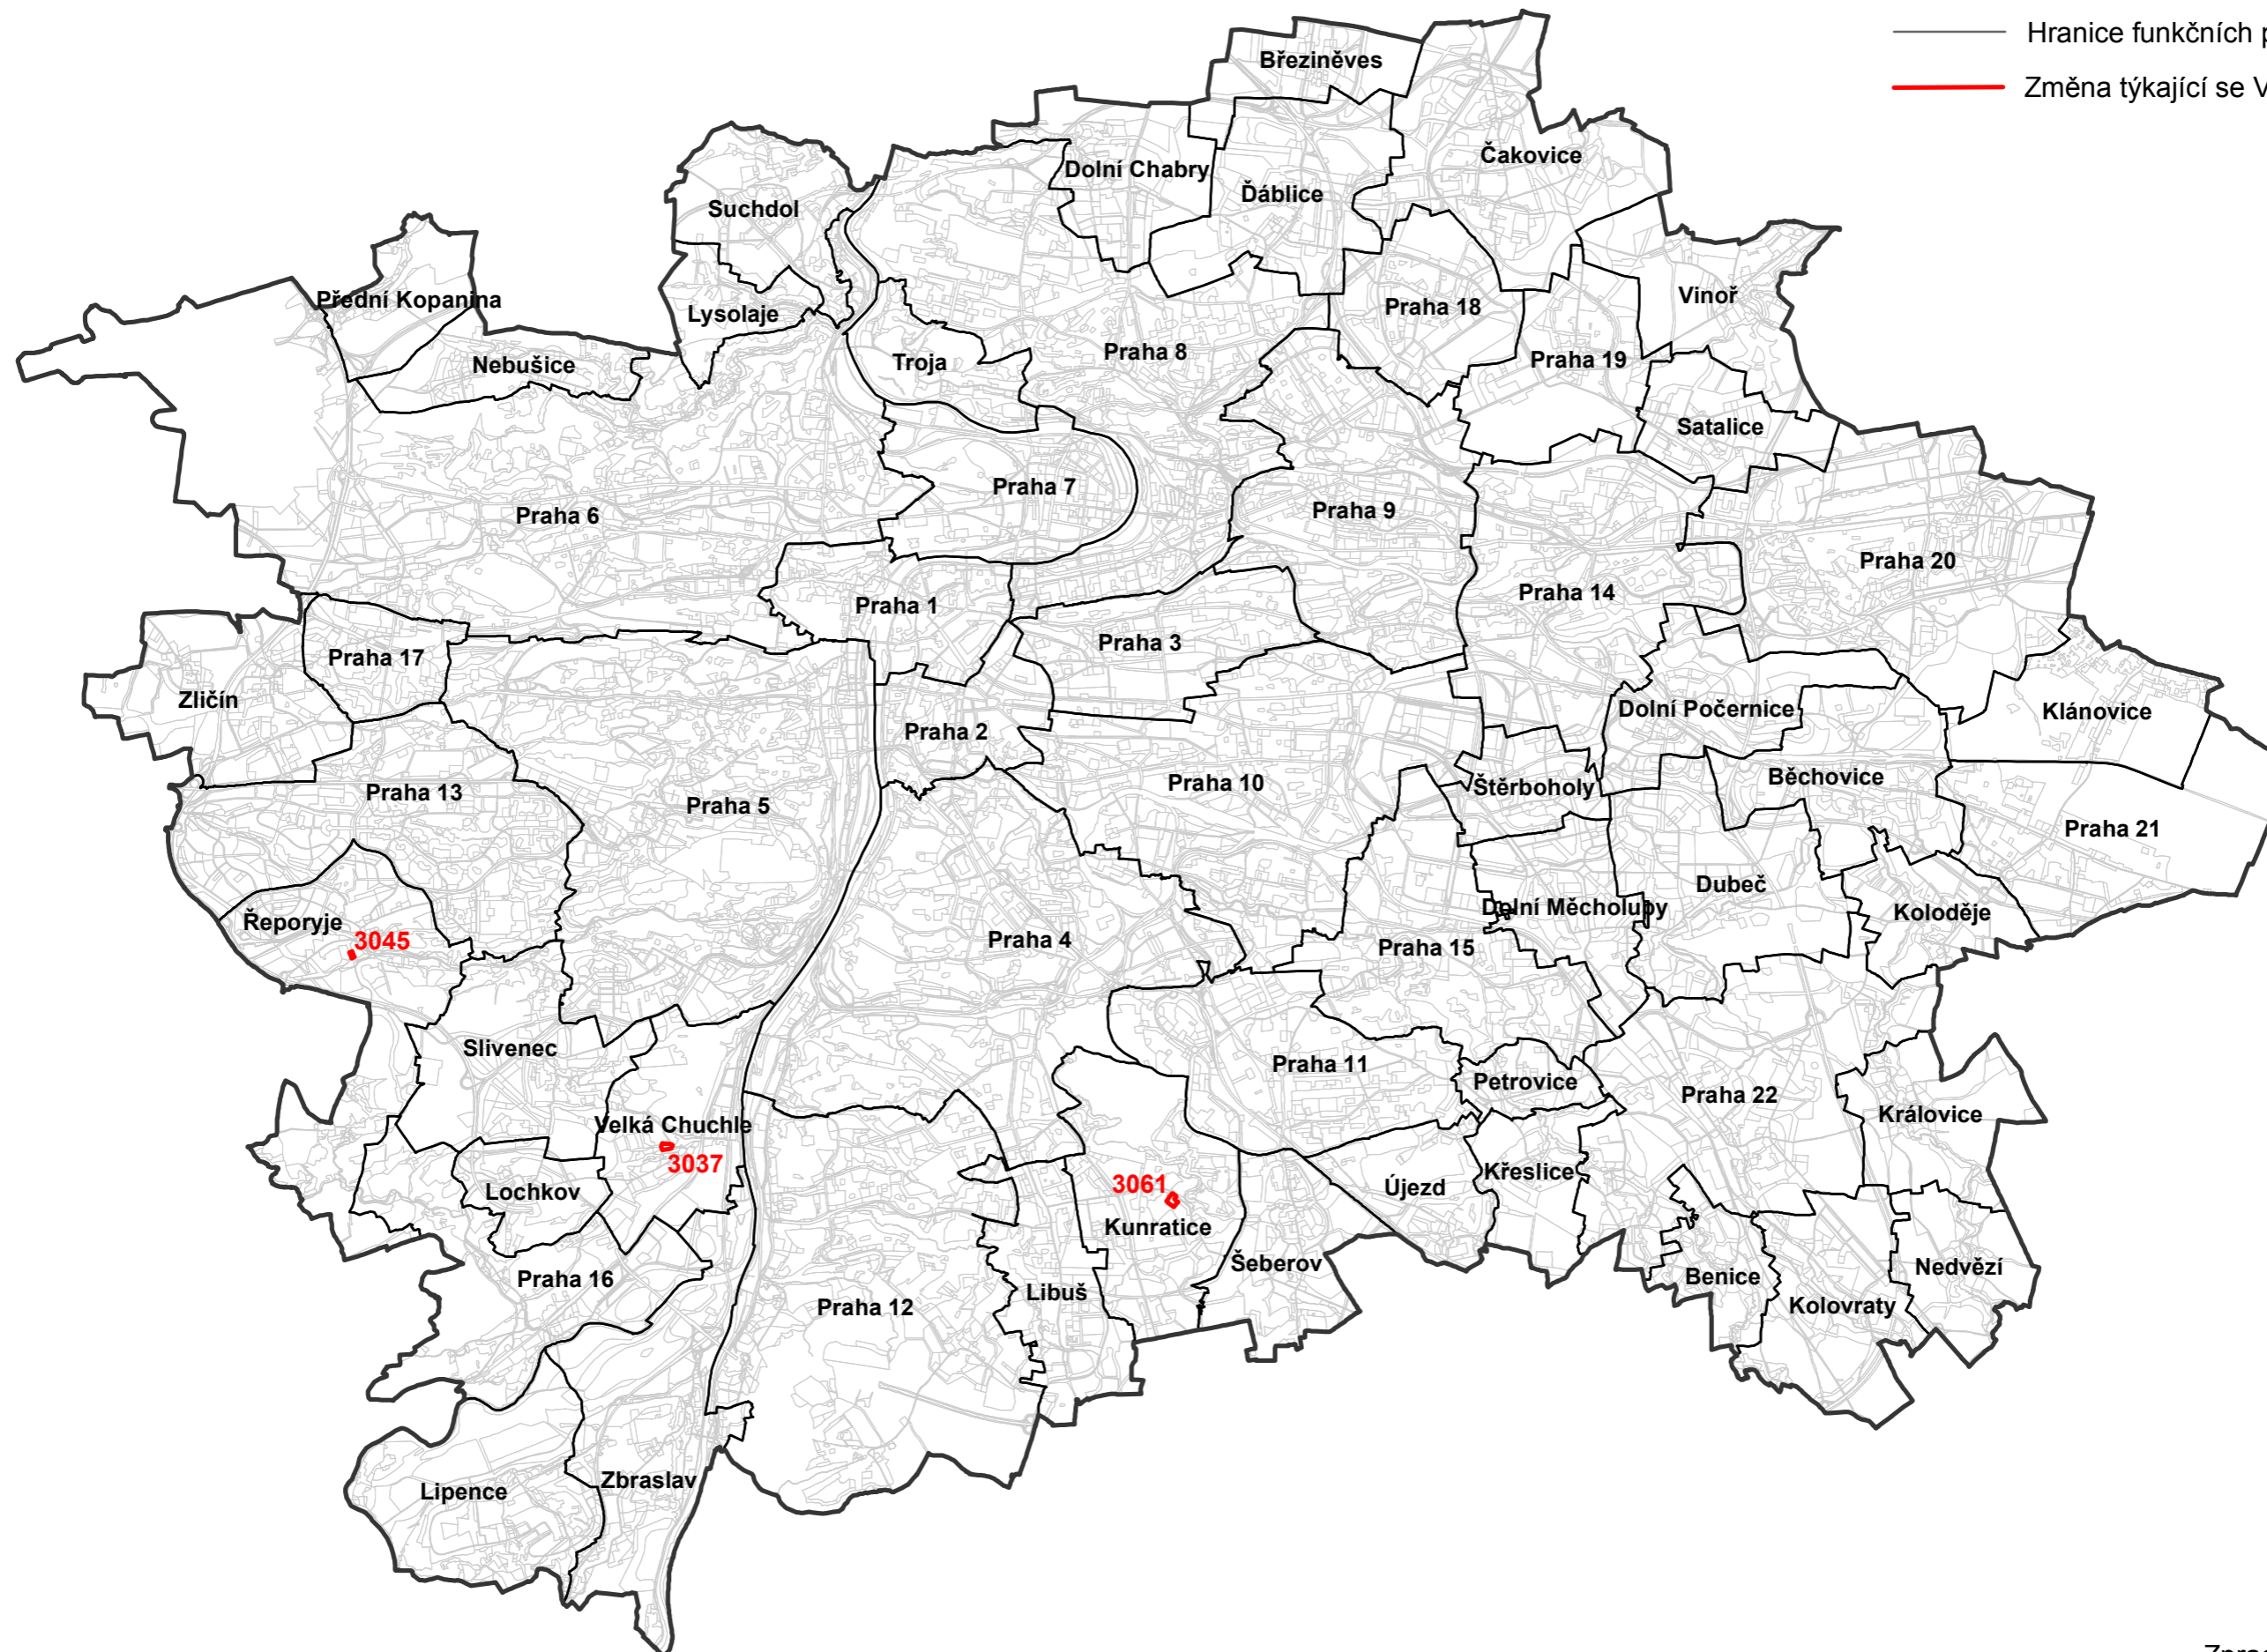 Hranice funkčních p
Změna týkající se V
Březiněves
Čakovice
Dolní Chabry
Ďáblice
Suchdol
Přední Kopanina
Lysolaje
Vinoř
Praha 18
Nebušice
Troja
Praha 8
Praha 19
Satalice
Praha 7
Praha 6
Praha 9
Praha 20
Praha 14
Praha 1
Praha 3
Praha 17
Zličín
Dolní Počernice
Klánovice
Praha 2
Praha 10
Štěrboholy
Běchovice
Praha 13
Praha 5
Praha 21
Dubeč
Dolní Měcholupy
Koloděje
Řeporyje
3045
Praha 4
Praha 15
Slivenec
Praha 11
Petrovice
Praha 22
Královice
Velká Chuchle
3037
Křeslice
Újezd
Lochkov
3061
Kunratice
Šeberov
Nedvězí
Praha 16
Benice
Libuš
Praha 12
Kolovraty
Zbraslav
Lipence